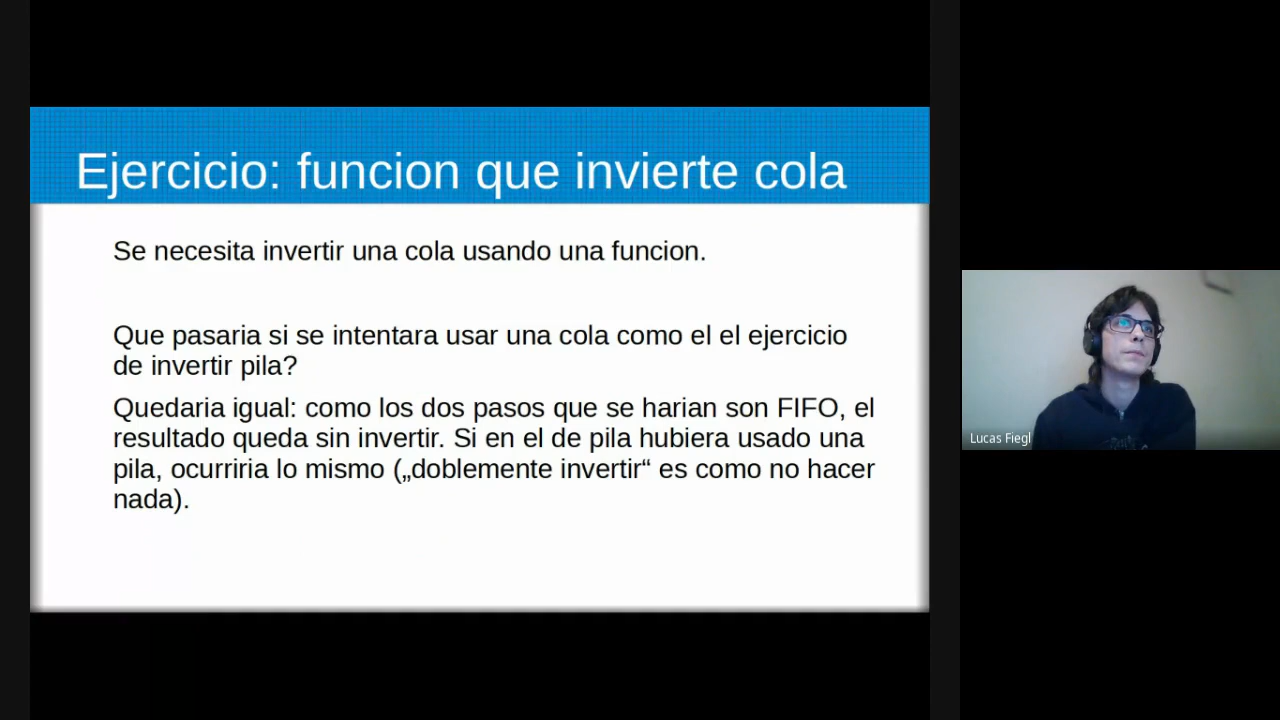 Ejercicio: funcion que invierte cola
Se necesita invertir una cola usando una funcion.
Que pasaria si se intentara usar una cola como el el ejercicio
de invertir pila?
Quedaria igual: como los dos pasos que se harian son FIFO, el
resultado queda sin invertir. Si en el de pila hubiera usado una
pila, ocurriria lo mismo („doblemente invertir“ es como no hacer
nada).
Lucas Fiegl